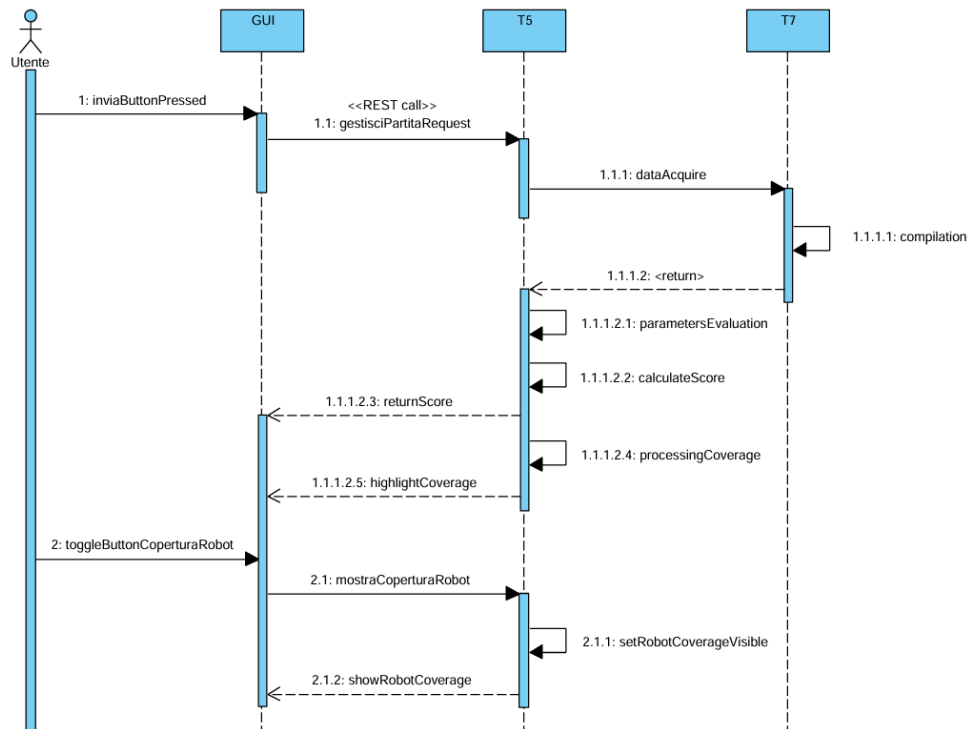 GUI
T5
T7
Utente
1: inviaButtonPressed
<<REST call>>
1.1: gestisciPartitaRequest
1.1.1: dataAcquire
1.1.1.1: compilation
1.1.1.2: <return>
1.1.1.2.1: parametersEvaluation
1.1.1.2.2: calculateScore
1.1.1.2.3: returnScore
1.1.1.2.4: processingCoverage
1.1.1.2.5: highlightCoverage
2: toggleButtonCoperturaRobot
2.1: mostraCoperturaRobot
2.1.1: setRobotCoverageVisible
2.1.2: showRobotCoverage